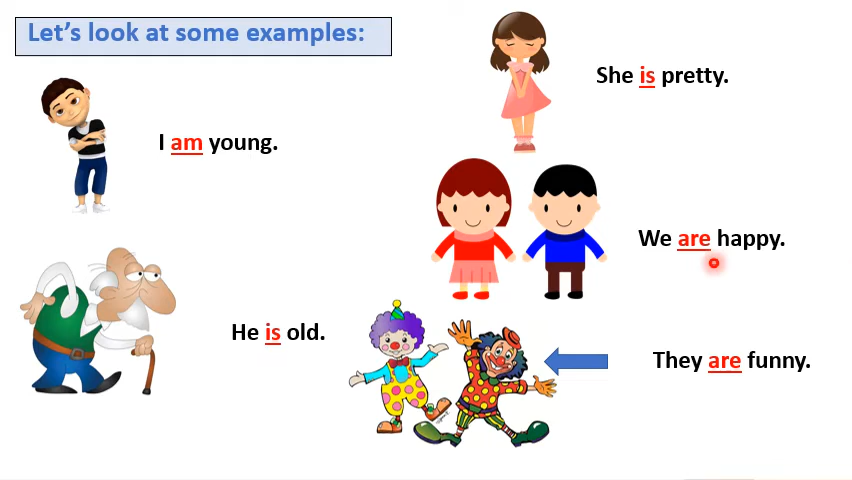 Let's look at some examples:
She is pretty.
I am young.
We are happy.
He is old.
They are funny.